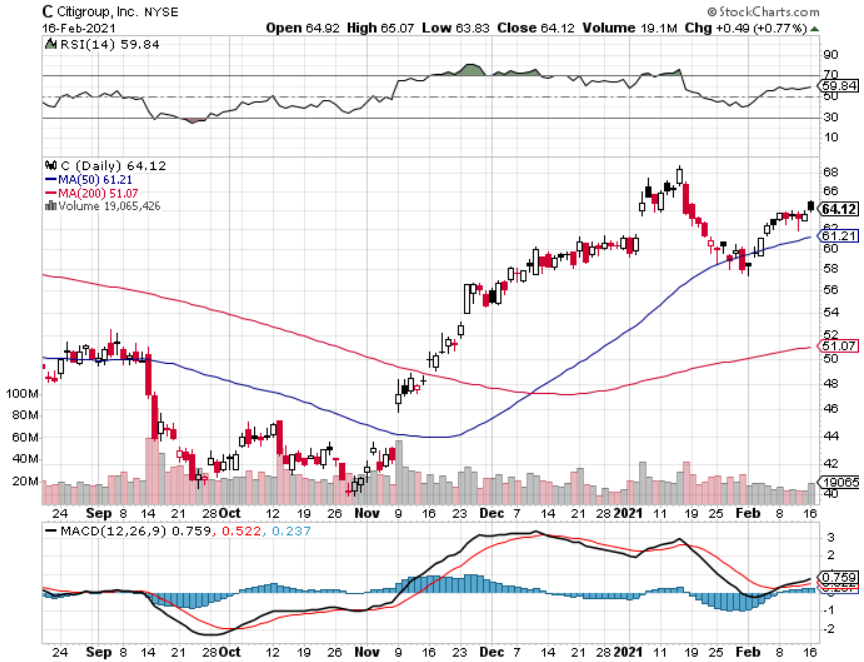 C Citigroup, Inc. NYSE © StockCharts.com
16-Feb-2021 Open 64.92 High 65.07 Low 63.83 Close 64.12 Volume 19.1M Chg +0.49 (+0.77%)
RSI(14) 59.84
90
70
59.84
50
30
10
C (Daily) 64.12
MA(50) 61.21
MA(200) 51.07
Volume 19,065,426
68
66
64.12
62
61.21
60
58
56
54
52
51.07
50
48
46
44
42
40
100M
80M
60M
40M
20M
19065
24 Sep 8 14 21 28 Oct 12 19 26 Nov 9 16 23 Dec 7 14 21 28 2021 11 19 25 Feb 8 16
MACD(12,26,9) 0.759, 0.522, 0.237
3
2
1
0.759
-1
-2
24 Sep 8 14 21 28 Oct 12 19 26 Nov 9 16 23 Dec 7 14 21 28 2021 11 19 25 Feb 8 16